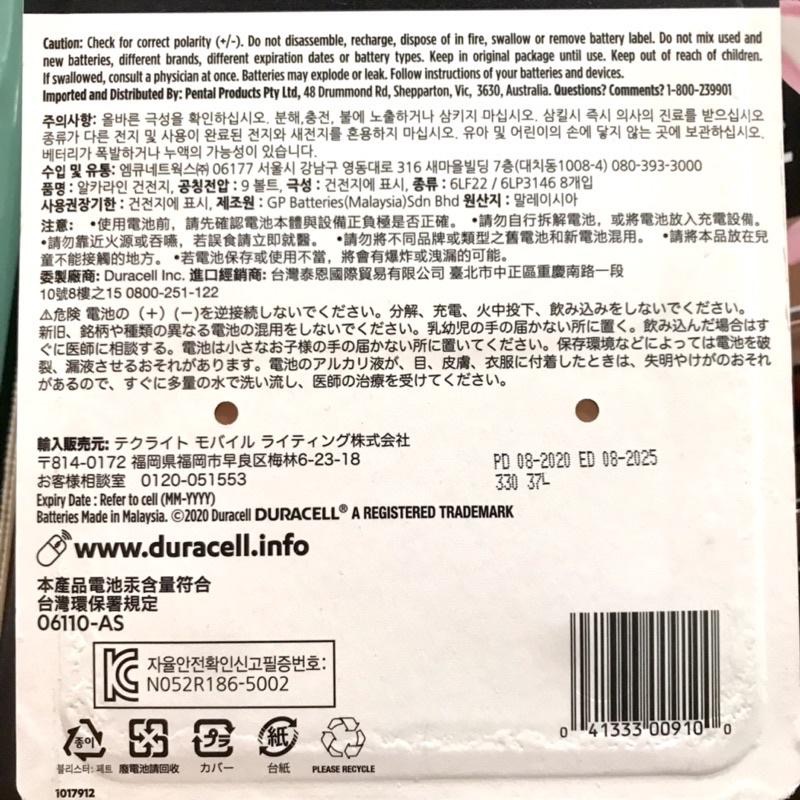 Caution: Check for correct polarity (+/-). Do not disassemble, recharge, dispose of in fire, swallow or remove battery label. Do not mix used and
new batteries, different brands, different expiration dates or battery types. Keep in original package until use. Keep out of reach of children.
If swallowed, consult a physician at once. Batteries may explode or leak. Follow instructions of your batteries and devices.
Imported and Distributed By: Pental Products Pty Ltd, 48 Drummond Rd, Shepparton, Vic, 3630, Australia. Questions? Comments? 1-800-239901
주의사항: 올바른 극성을 확인하십시오. 분해,충전, 불에 노출하거나 삼키지 마십시오. 삼킬시 즉시 의사의 진료를 받으십시오
종류가 다른 전지 및 사용이 완료된 전지와 새전지를 혼용하지 마십시오. 유아 및 어린이의 손에 닿지 않는 곳에 보관하십시오.
베터리가 폭발하거나 누액의 가능성이 있습니다.
수입 및 유통: 엠큐네트웍스㈜ 06177 서울시 강남구 영동대로 316 새마을빌딩 7층(대치동1008-4) 080-393-3000
품명 : 알카라인 건전지, 공칭전압 : 9 볼트, 극성 : 건전지에 표시, 종류 : 6LF22 / 6LP3146 8개입
사용권장기한 : 건전지에 표시, 제조원 : GP Batteries(Malaysia)Sdn Bhd 원산지 : 말레이시아
注意: •使用電池前，請先確認電池本體與設備正負極是否正確。 •請勿自行拆解電池，或將電池放入充電設備。
•請勿靠近火源或吞嚥，若誤食請立即就醫。 •請勿將不同品牌或類型之舊電池和新電池混用。 •請將本品放在兒
童不能接觸的地方。 •若電池保存或使用不當，將會有爆炸或洩漏的可能。
委製廠商: Duracell Inc. 進口經銷商: 台灣泰恩國際貿易有限公司 臺北市中正區重慶南路一段
10號8樓之15 0800-251-122
⚠危険 電池の（+）(−)を逆接続しないでください。分解、充電、火中投下、飲み込みをしないでください。
新旧、銘柄や種類の異なる電池の混用をしないでください。乳幼児の手の届かない所に置く。飲み込んだ場合はす
ぐに医師に相談する。電池は小さなお子様の手の届かない所に置いてください。保存環境などによっては電池を破
裂、漏液させるおそれがあります。電池のアルカリ液が、目、皮膚、衣服に付着したときは、失明やけがのおそれ
があるので、すぐに多量の水で洗い流し、医師の治療を受けてください。
輸入販売元: テクライト モバイル ライティング株式会社
〒814-0172 福岡県福岡市早良区梅林6-23-18
お客様相談室 0120-051553
PD 08-2020 ED 08-2025
330 37L
Expiry Date : Refer to cell (MM-YYYY)
Batteries Made in Malaysia. ©2020 Duracell DURACELL® A REGISTERED TRADEMARK
www.duracell.info
本產品電池汞含量符合
台灣環保署規定
06110-AS
자율안전확인신고필증번호:
N052R186-5002
0 41333 00910 0
종이 プラ 紙
블리스터: 페트 廢電池請回收 カバー 台紙 PLEASE RECYCLE
1017912